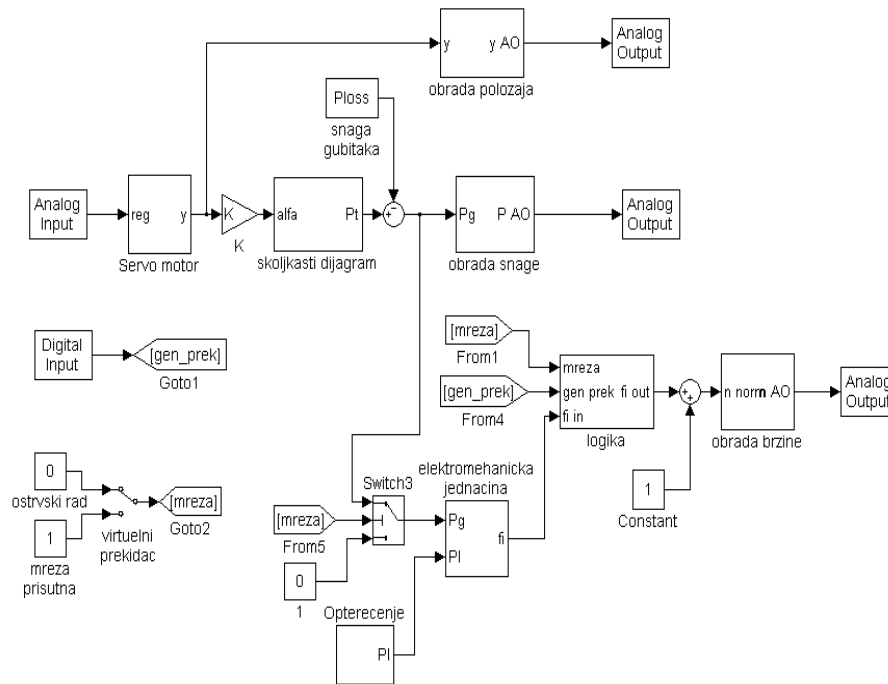 y
y AO
obrada polozaja
Analog
Output
Ploss
snaga
gubitaka
Analog
Input
reg
y
Servo motor
K
K
alfa
Pt
skoljkasti dijagram
+
-
Pg
P AO
obrada snage
Analog
Output
Digital
Input
[gen_prek]
Goto1
[mreza]
From1
[gen_prek]
From4
mreza
gen prek
fi out
fi in
logika
+
+
n norm
n AO
obrada brzine
Analog
Output
1
Constant
0
ostrvski rad
1
mreza
prisutna
virtuelni
prekidac
[mreza]
Goto2
Switch3
[mreza]
From5
0
1
elektromehanicka
jednacina
Pg
Pl
fi
Opterecenje
Pl